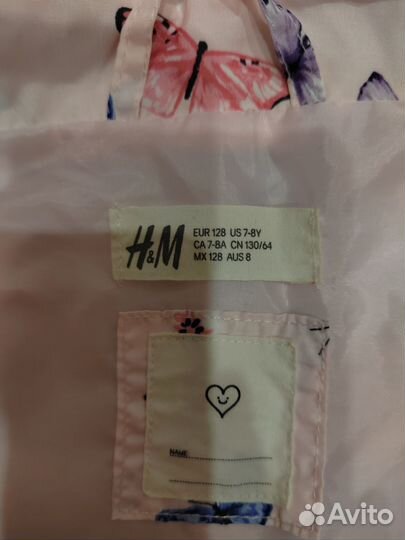 H&M
EUR 128 US 7-8Y
CA 7-8A CN 130/64
MX 128 AUS 8
NAME
Avito